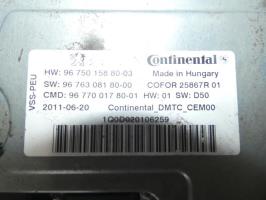 Continental
HW: 96 750 158 80-03 Made in Hungary
SW: 96 763 081 80-00 COFOR 25867R 01
CMD: 96 770 017 80-01 HW: 01 SW: D50
2011-06-20 Continental_DMTC_CEM00
VSS-PEU
1Q0D020106259